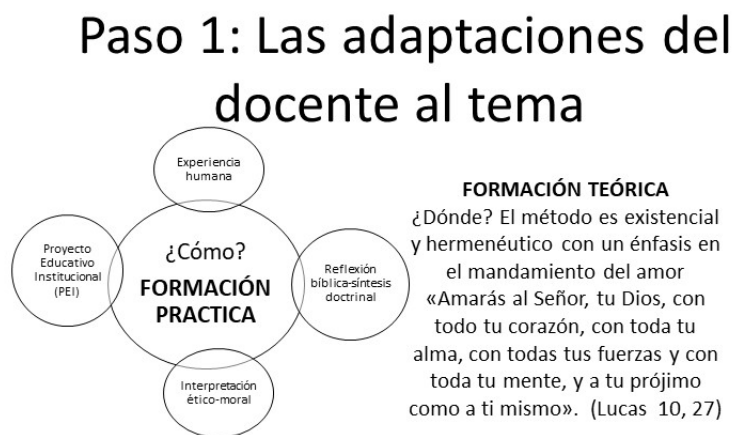 Paso 1: Las adaptaciones del
docente al tema
Experiencia
humana
Proyecto
Educativo
Institucional
(PEI)
¿Cómo?
FORMACIÓN
PRACTICA
Reflexión
bíblica-síntesis
doctrinal
Interpretación
ético-moral
FORMACIÓN TEÓRICA
¿Dónde? El método es existencial
y hermenéutico con un énfasis en
el mandamiento del amor
«Amarás al Señor, tu Dios, con
todo tu corazón, con toda tu
alma, con todas tus fuerzas y con
toda tu mente, y a tu prójimo
como a ti mismo». (Lucas 10, 27)